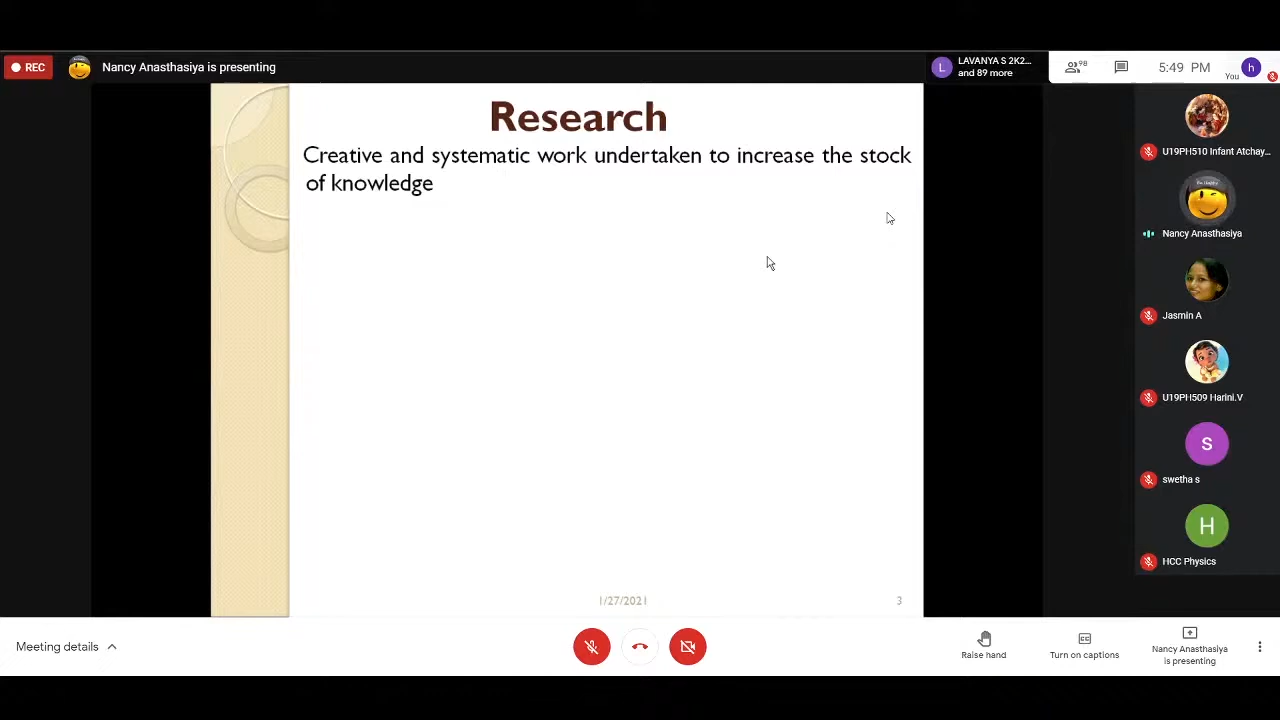 REC
Nancy Anasthasiya is presenting
L
LAVANYA S 2K2...
and 89 more
98
5:49 PM
You
h
Research
Creative and systematic work undertaken to increase the stock
of knowledge
1/27/2021
3
U19PH510 Infant Atchay...
Nancy Anasthasiya
Jasmin A
U19PH509 Harini.V
S
swetha s
H
HCC Physics
Meeting details
Raise hand
Turn on captions
Nancy Anasthasiya
is presenting